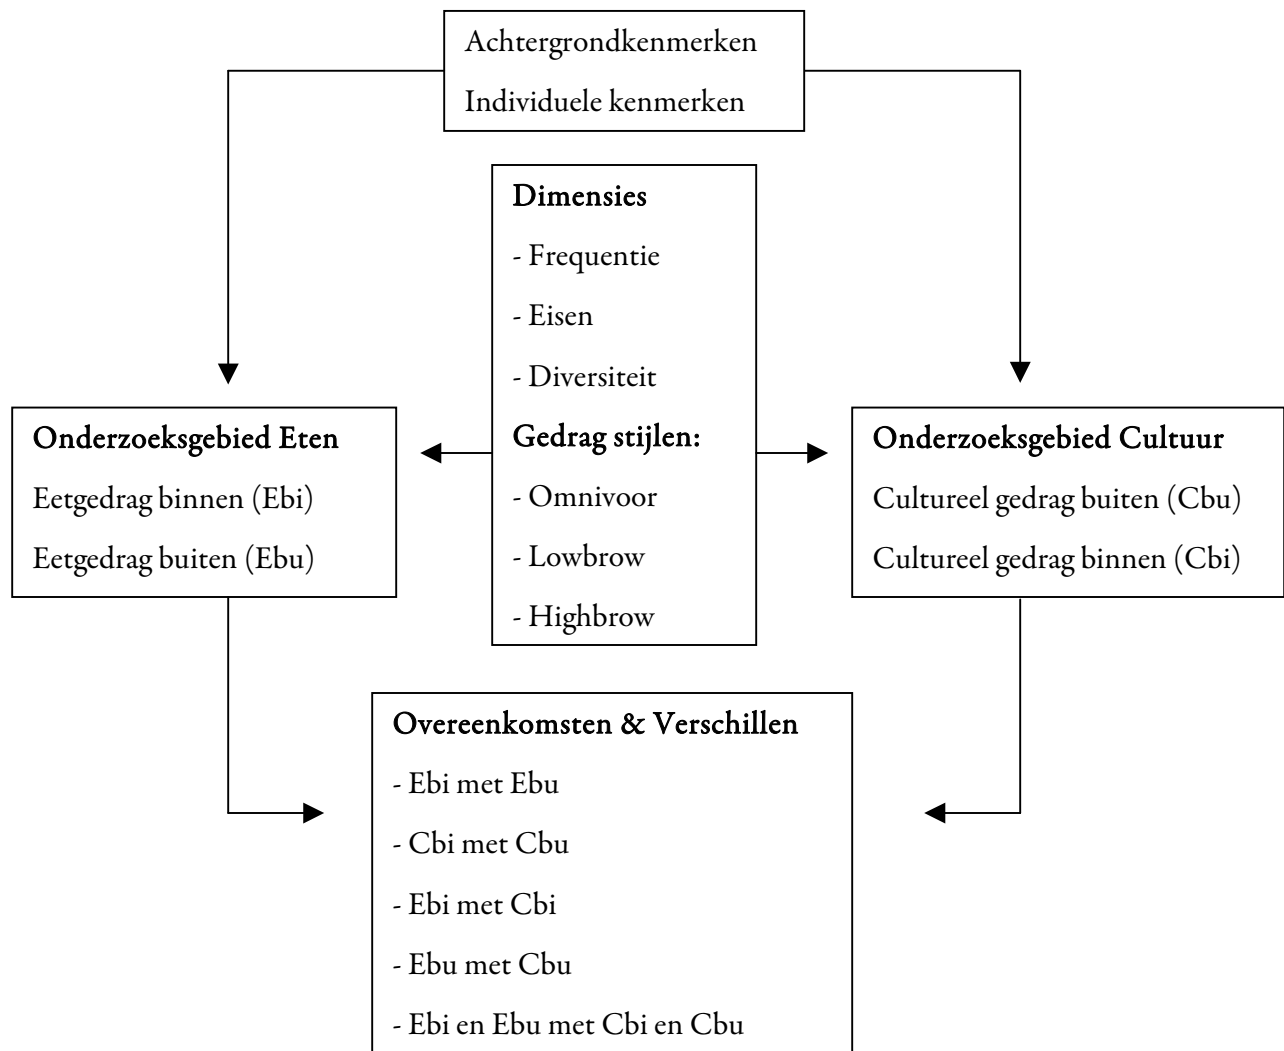 Achtergrondkenmerken
Individuele kenmerken
Dimensies
- Frequentie
- Eisen
- Diversiteit
Gedrag stijlen:
- Omnivoor
- Lowbrow
- Highbrow
Onderzoeksgebied Eten
Eetgedrag binnen (Ebi)
Eetgedrag buiten (Ebu)
Onderzoeksgebied Cultuur
Cultureel gedrag buiten (Cbu)
Cultureel gedrag binnen (Cbi)
Overeenkomsten & Verschillen
- Ebi met Ebu
- Cbi met Cbu
- Ebi met Cbi
- Ebu met Cbu
- Ebi en Ebu met Cbi en Cbu